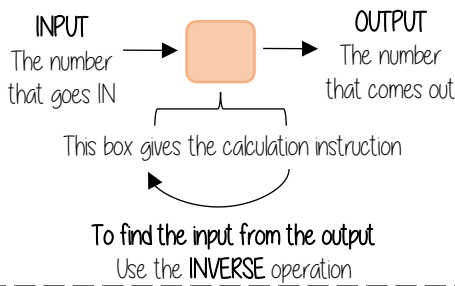 INPUT
The number
that goes IN
OUTPUT
The number
that comes out
This box gives the calculation instruction
To find the input from the output
Use the INVERSE operation